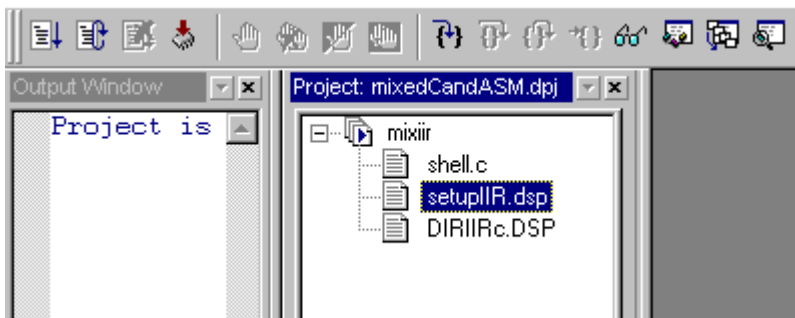 Output Window
Project is
Project: mixedCandASM.dpj
mixiir
shell.c
setupIIR.dsp
DIRIIRc.DSP